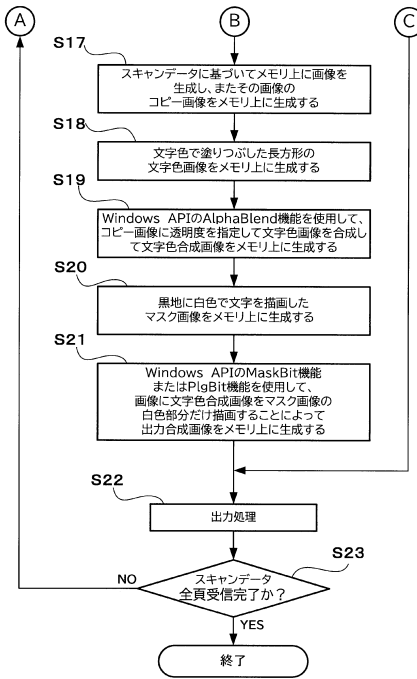 A
B
C
S17
スキャンデータに基づいてメモリ上に画像を
生成し、またその画像の
コピー画像をメモリ上に生成する
S18
文字色で塗りつぶした長方形の
文字色画像をメモリ上に生成する
S19
Windows APIのAlphaBlend機能を使用して、
コピー画像に透明度を指定して文字色画像を合成し
て文字色合成画像をメモリ上に生成する
S20
黒地に白色で文字を描画した
マスク画像をメモリ上に生成する
S21
Windows APIのMaskBit機能
またはPlgBit機能を使用して、
画像に文字色合成画像をマスク画像の
白色部分だけ描画することによって
出力合成画像をメモリ上に生成する
S22
出力処理
S23
スキャンデータ
全頁受信完了か？
NO
YES
終了